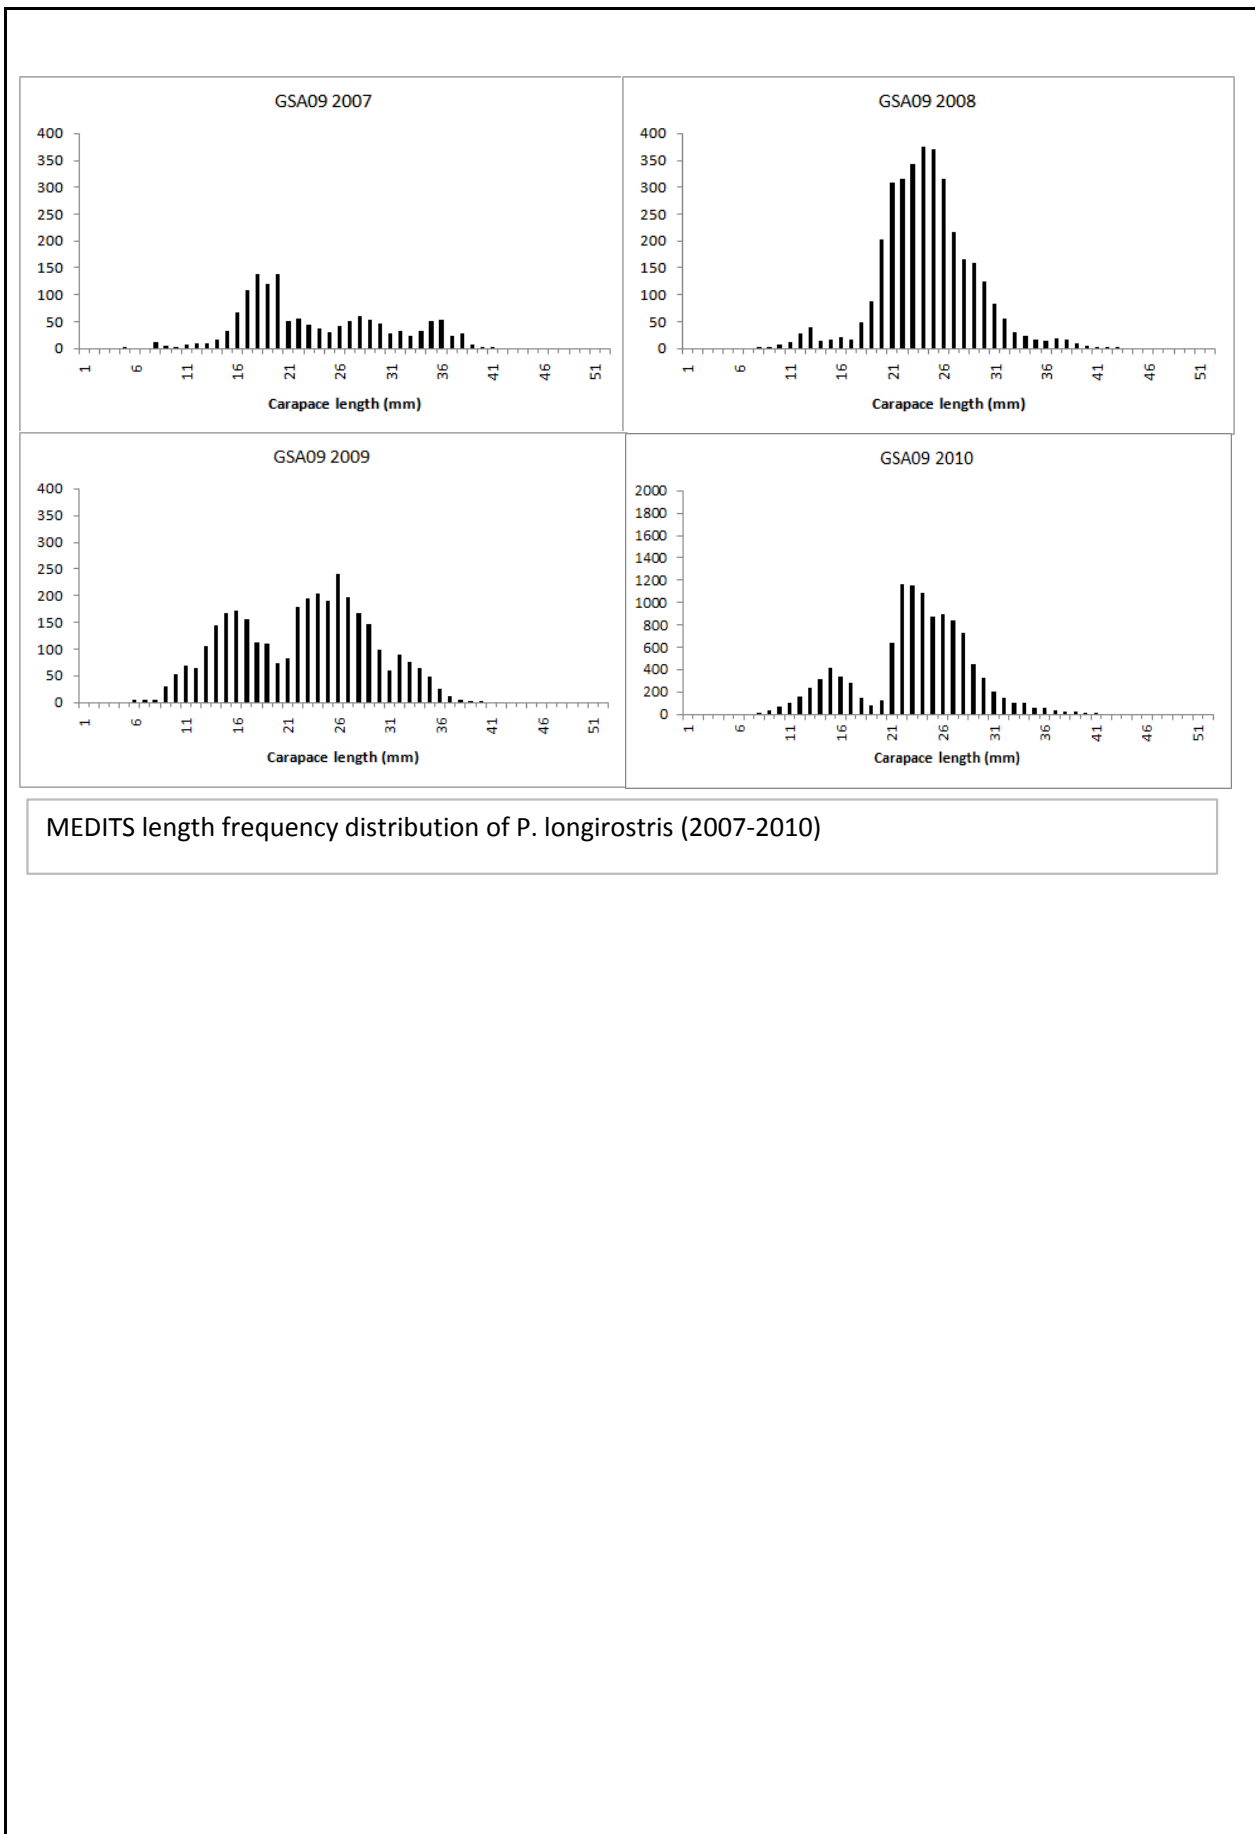 GSA09 2007
400
350
300
250
200
150
100
50
0
1 6 11 16 21 26 31 36 41 46 51
Carapace length (mm)
GSA09 2008
400
350
300
250
200
150
100
50
0
1 6 11 16 21 26 31 36 41 46 51
Carapace length (mm)
GSA09 2009
400
350
300
250
200
150
100
50
0
1 6 11 16 21 26 31 36 41 46 51
Carapace length (mm)
GSA09 2010
2000
1800
1600
1400
1200
1000
800
600
400
200
0
1 6 11 16 21 26 31 36 41 46 51
Carapace length (mm)
MEDITS length frequency distribution of P. longirostris (2007-2010)